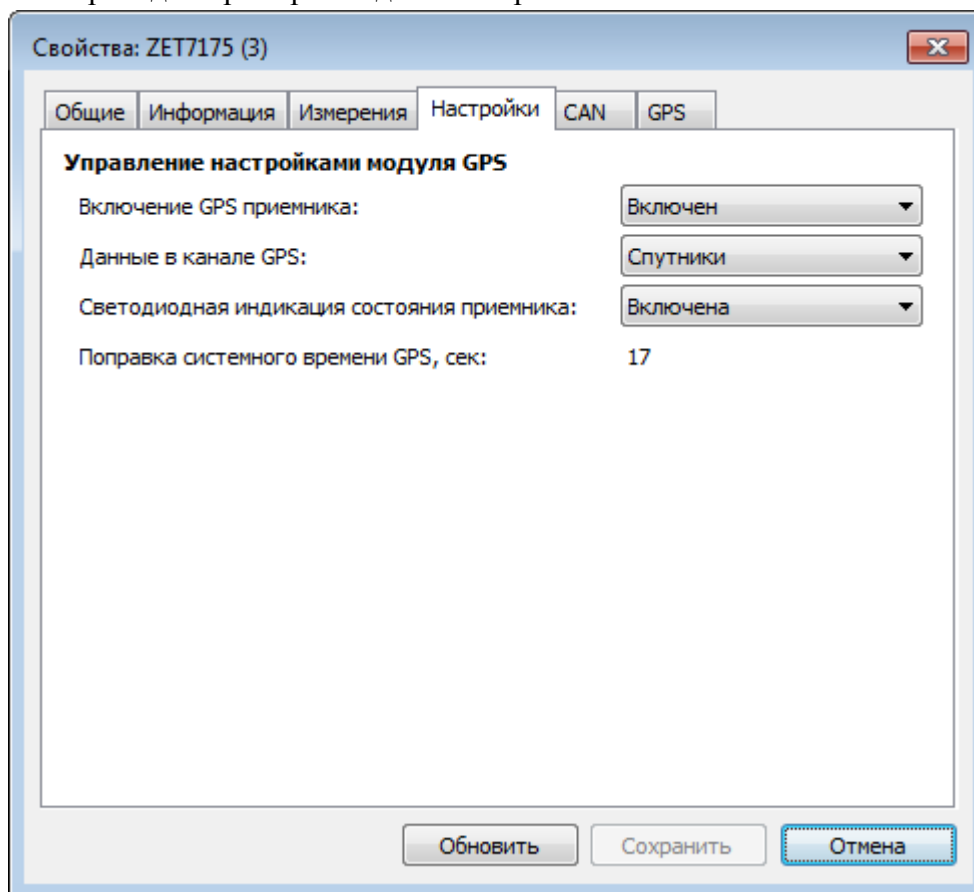 Свойства: ZET7175 (3)
Общие Информация Измерения Настройки CAN GPS
Управление настройками модуля GPS
Включение GPS приемника: Включен
Данные в канале GPS: Спутники
Светодиодная индикация состояния приемника: Включена
Поправка системного времени GPS, сек: 17
Обновить Сохранить Отмена